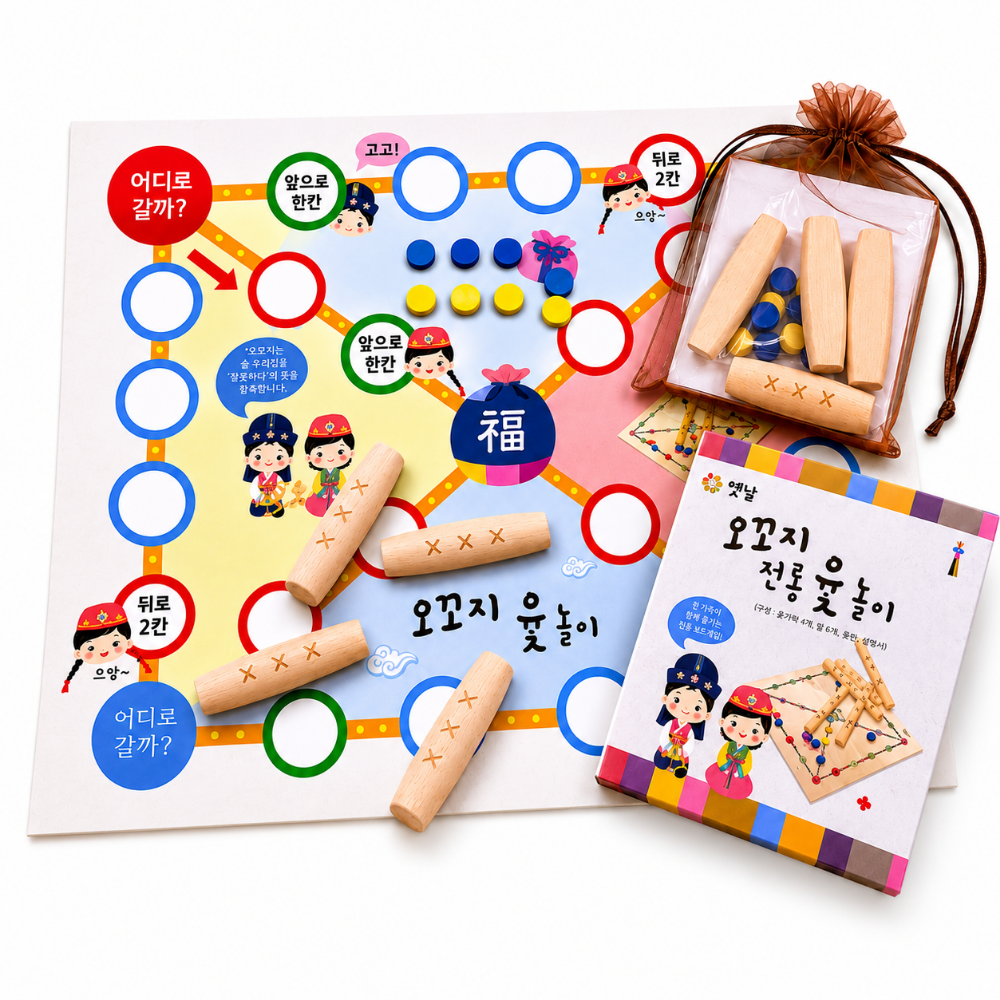 어디로
갈까?
앞으로
한칸
고고!
뒤로
2칸
으앙~
앞으로
한칸
"오모지는
솔 우리집믈
'잘못하다'의 뜻을
함축합니다.
福
뒤로
2칸
으앙~
오꼬지 윷놀이
어디로
갈까?
옛날
오꼬지
전통 윷놀이
(구성 : 윷가락 4개, 말 6개, 윷판, 설명서)
온 가족이
함께 즐기는
전통 보드게임!